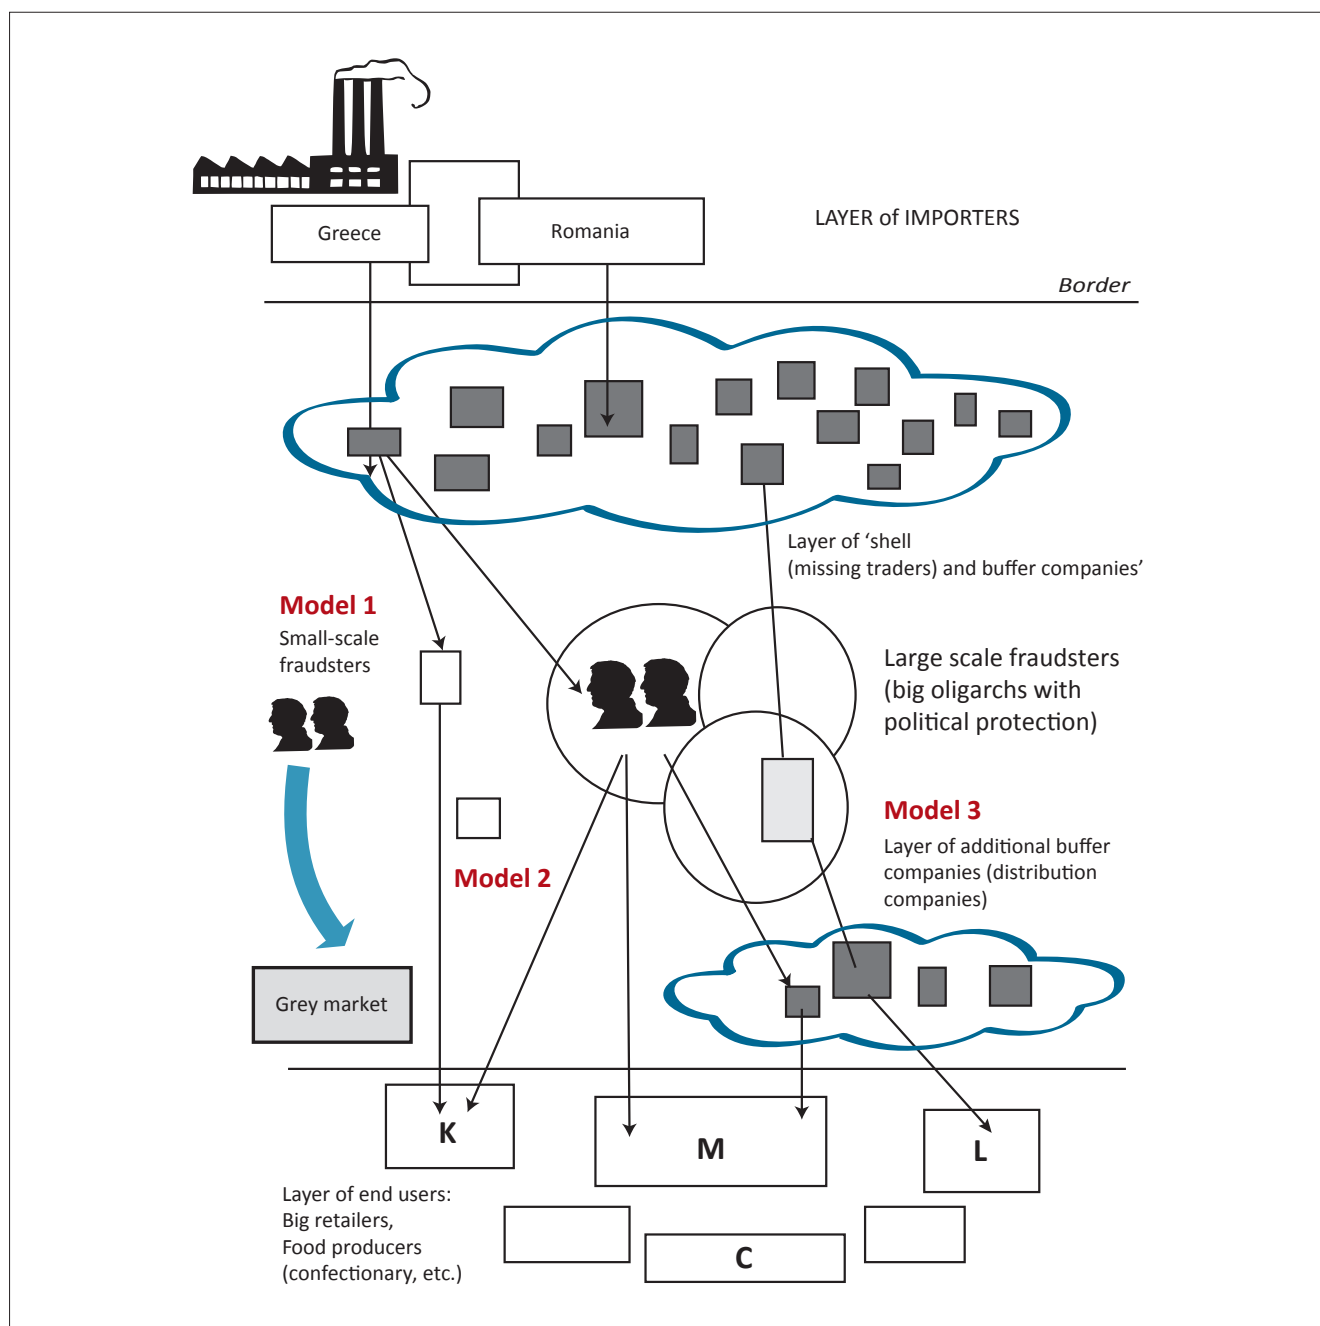 Greece
Romania
LAYER of IMPORTERS
Border
Layer of ‘shell
(missing traders) and buffer companies’
Model 1
Small-scale
fraudsters
Large scale fraudsters
(big oligarchs with
political protection)
Model 3
Layer of additional buffer
companies (distribution
companies)
Model 2
Grey market
K
M
L
Layer of end users:
Big retailers,
Food producers
(confectionary, etc.)
C